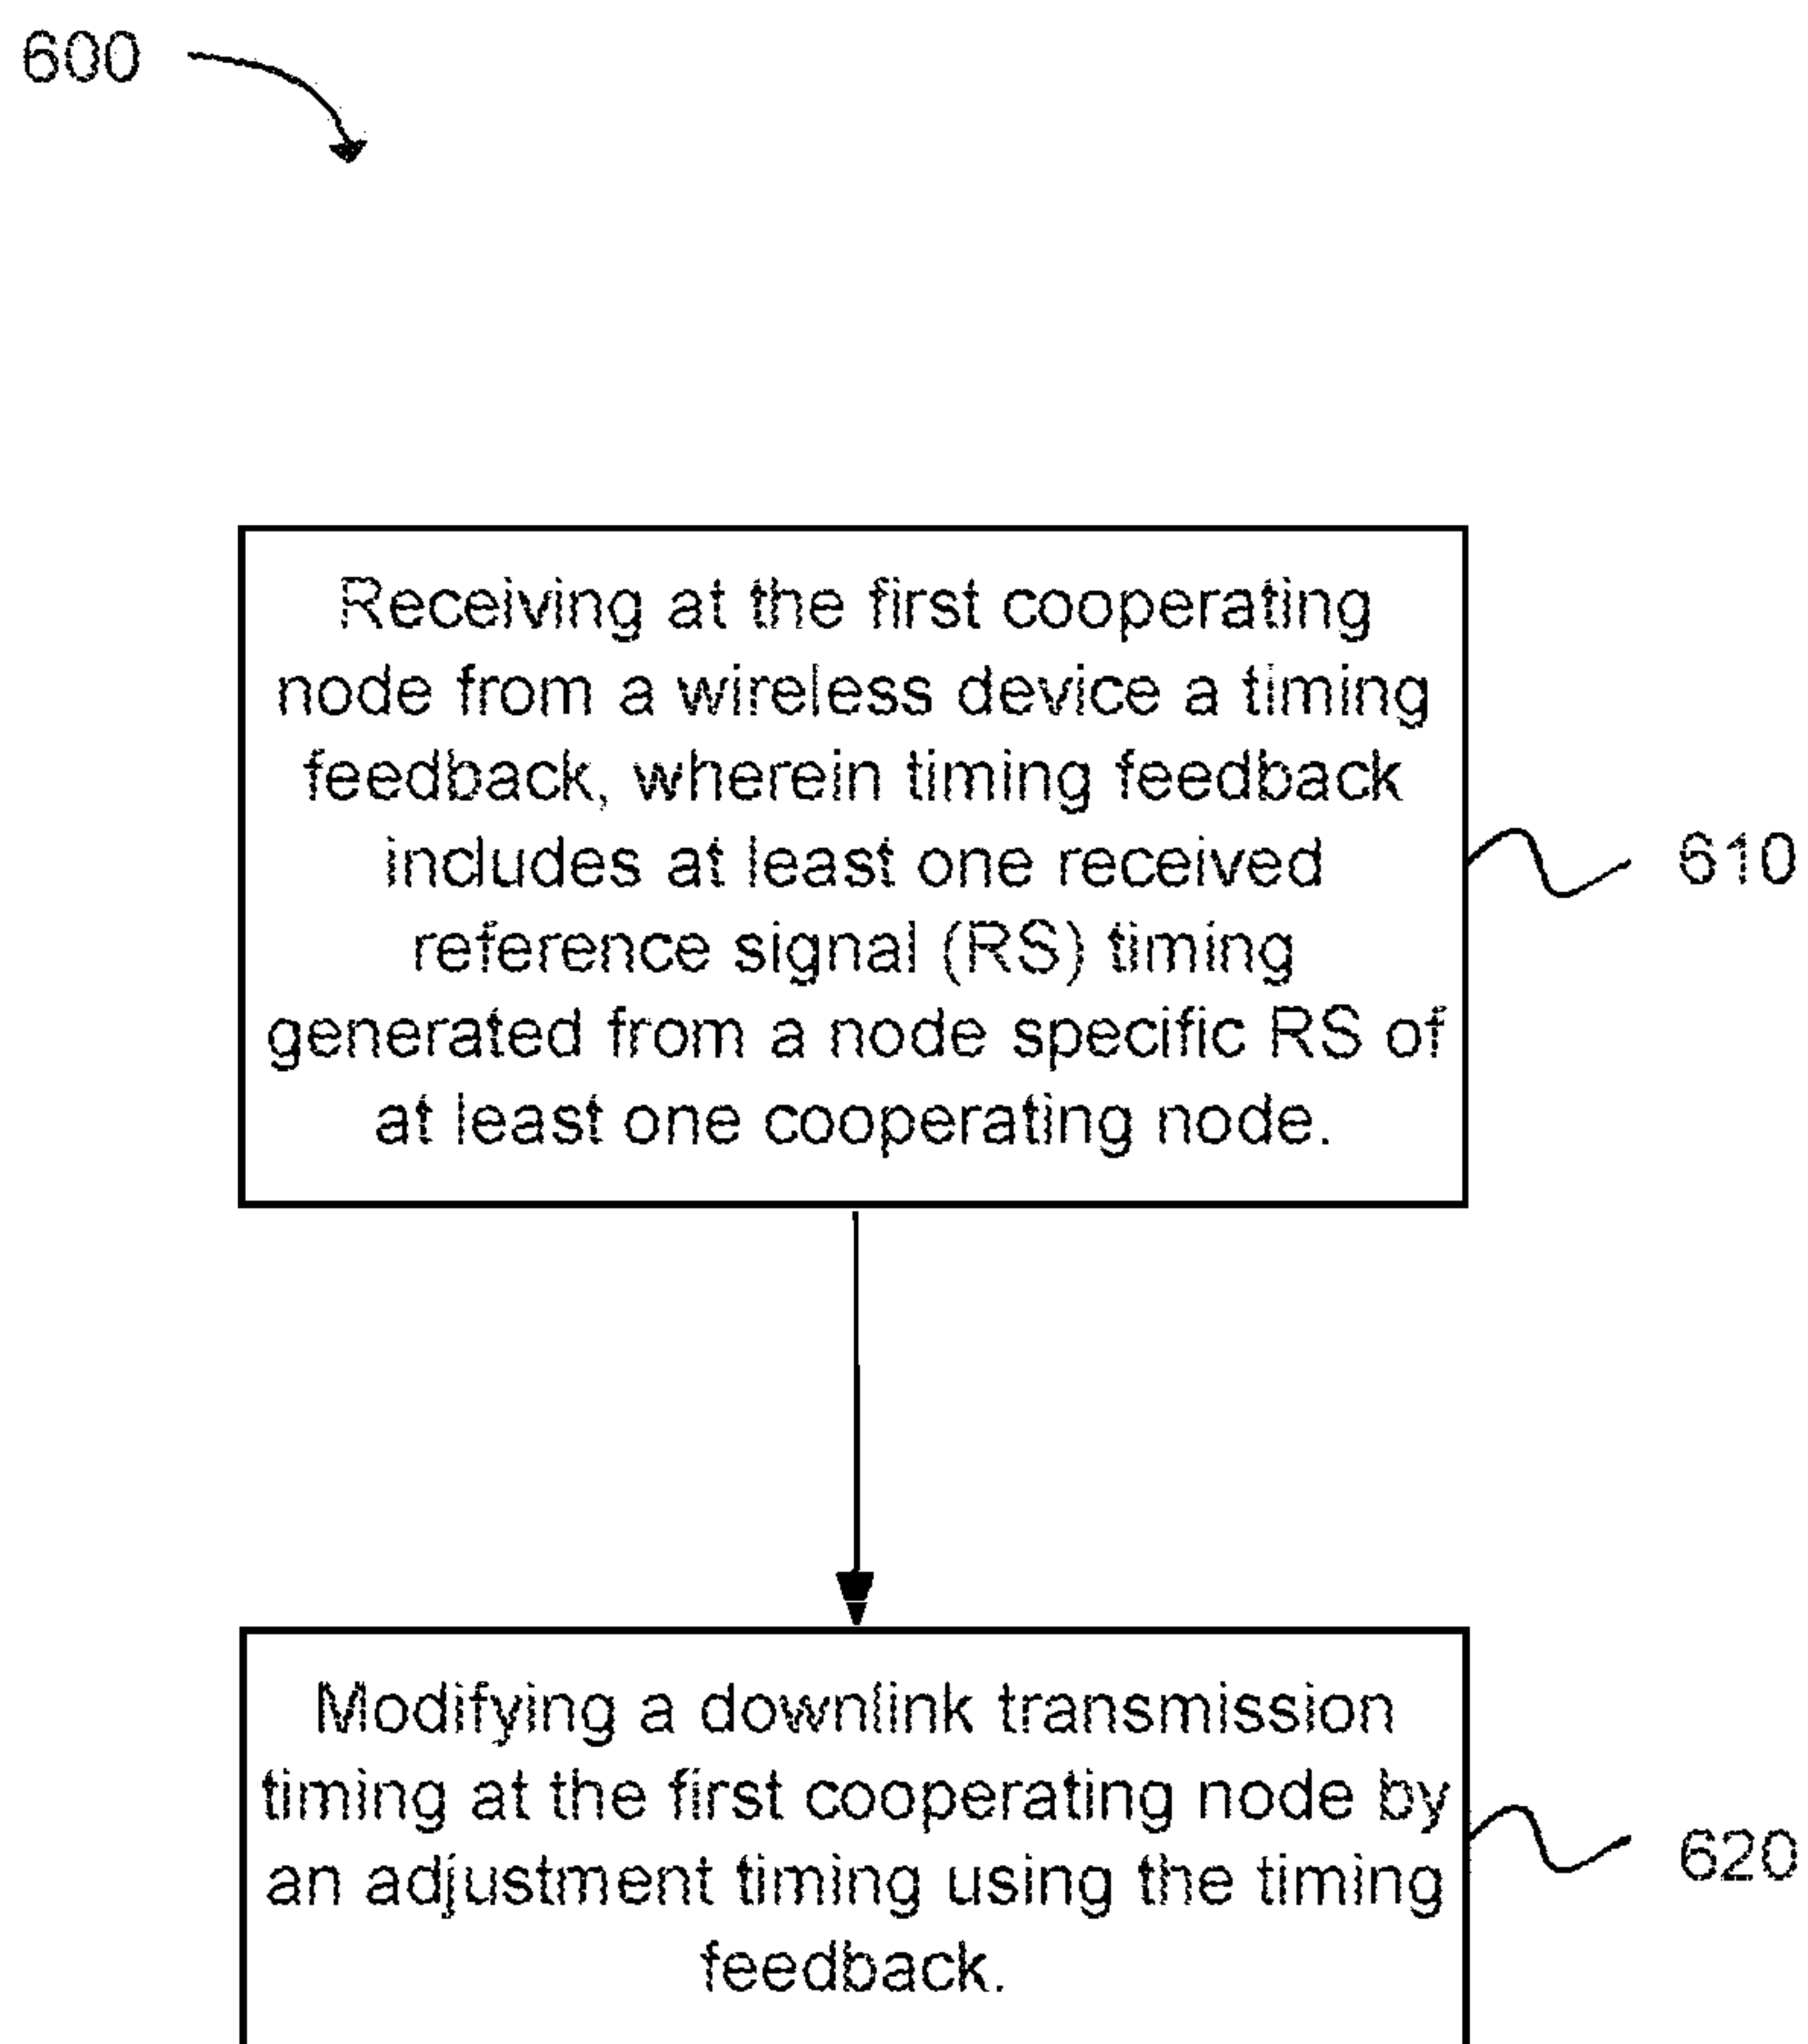 600
Receiving at the first cooperating
node from a wireless device a timing
feedback, wherein timing feedback
includes at least one received
reference signal (RS) timing
generated from a node specific RS of
at least one cooperating node.
610
Modifying a downlink transmission
timing at the first cooperating node by
an adjustment timing using the timing
feedback.
620